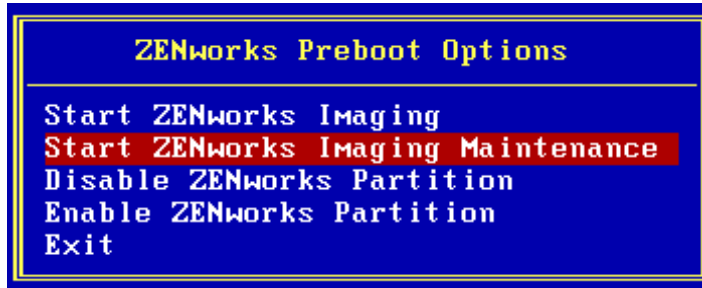 ZENworks Preboot Options
Start ZENworks Imaging
Start ZENworks Imaging Maintenance
Disable ZENworks Partition
Enable ZENworks Partition
Exit